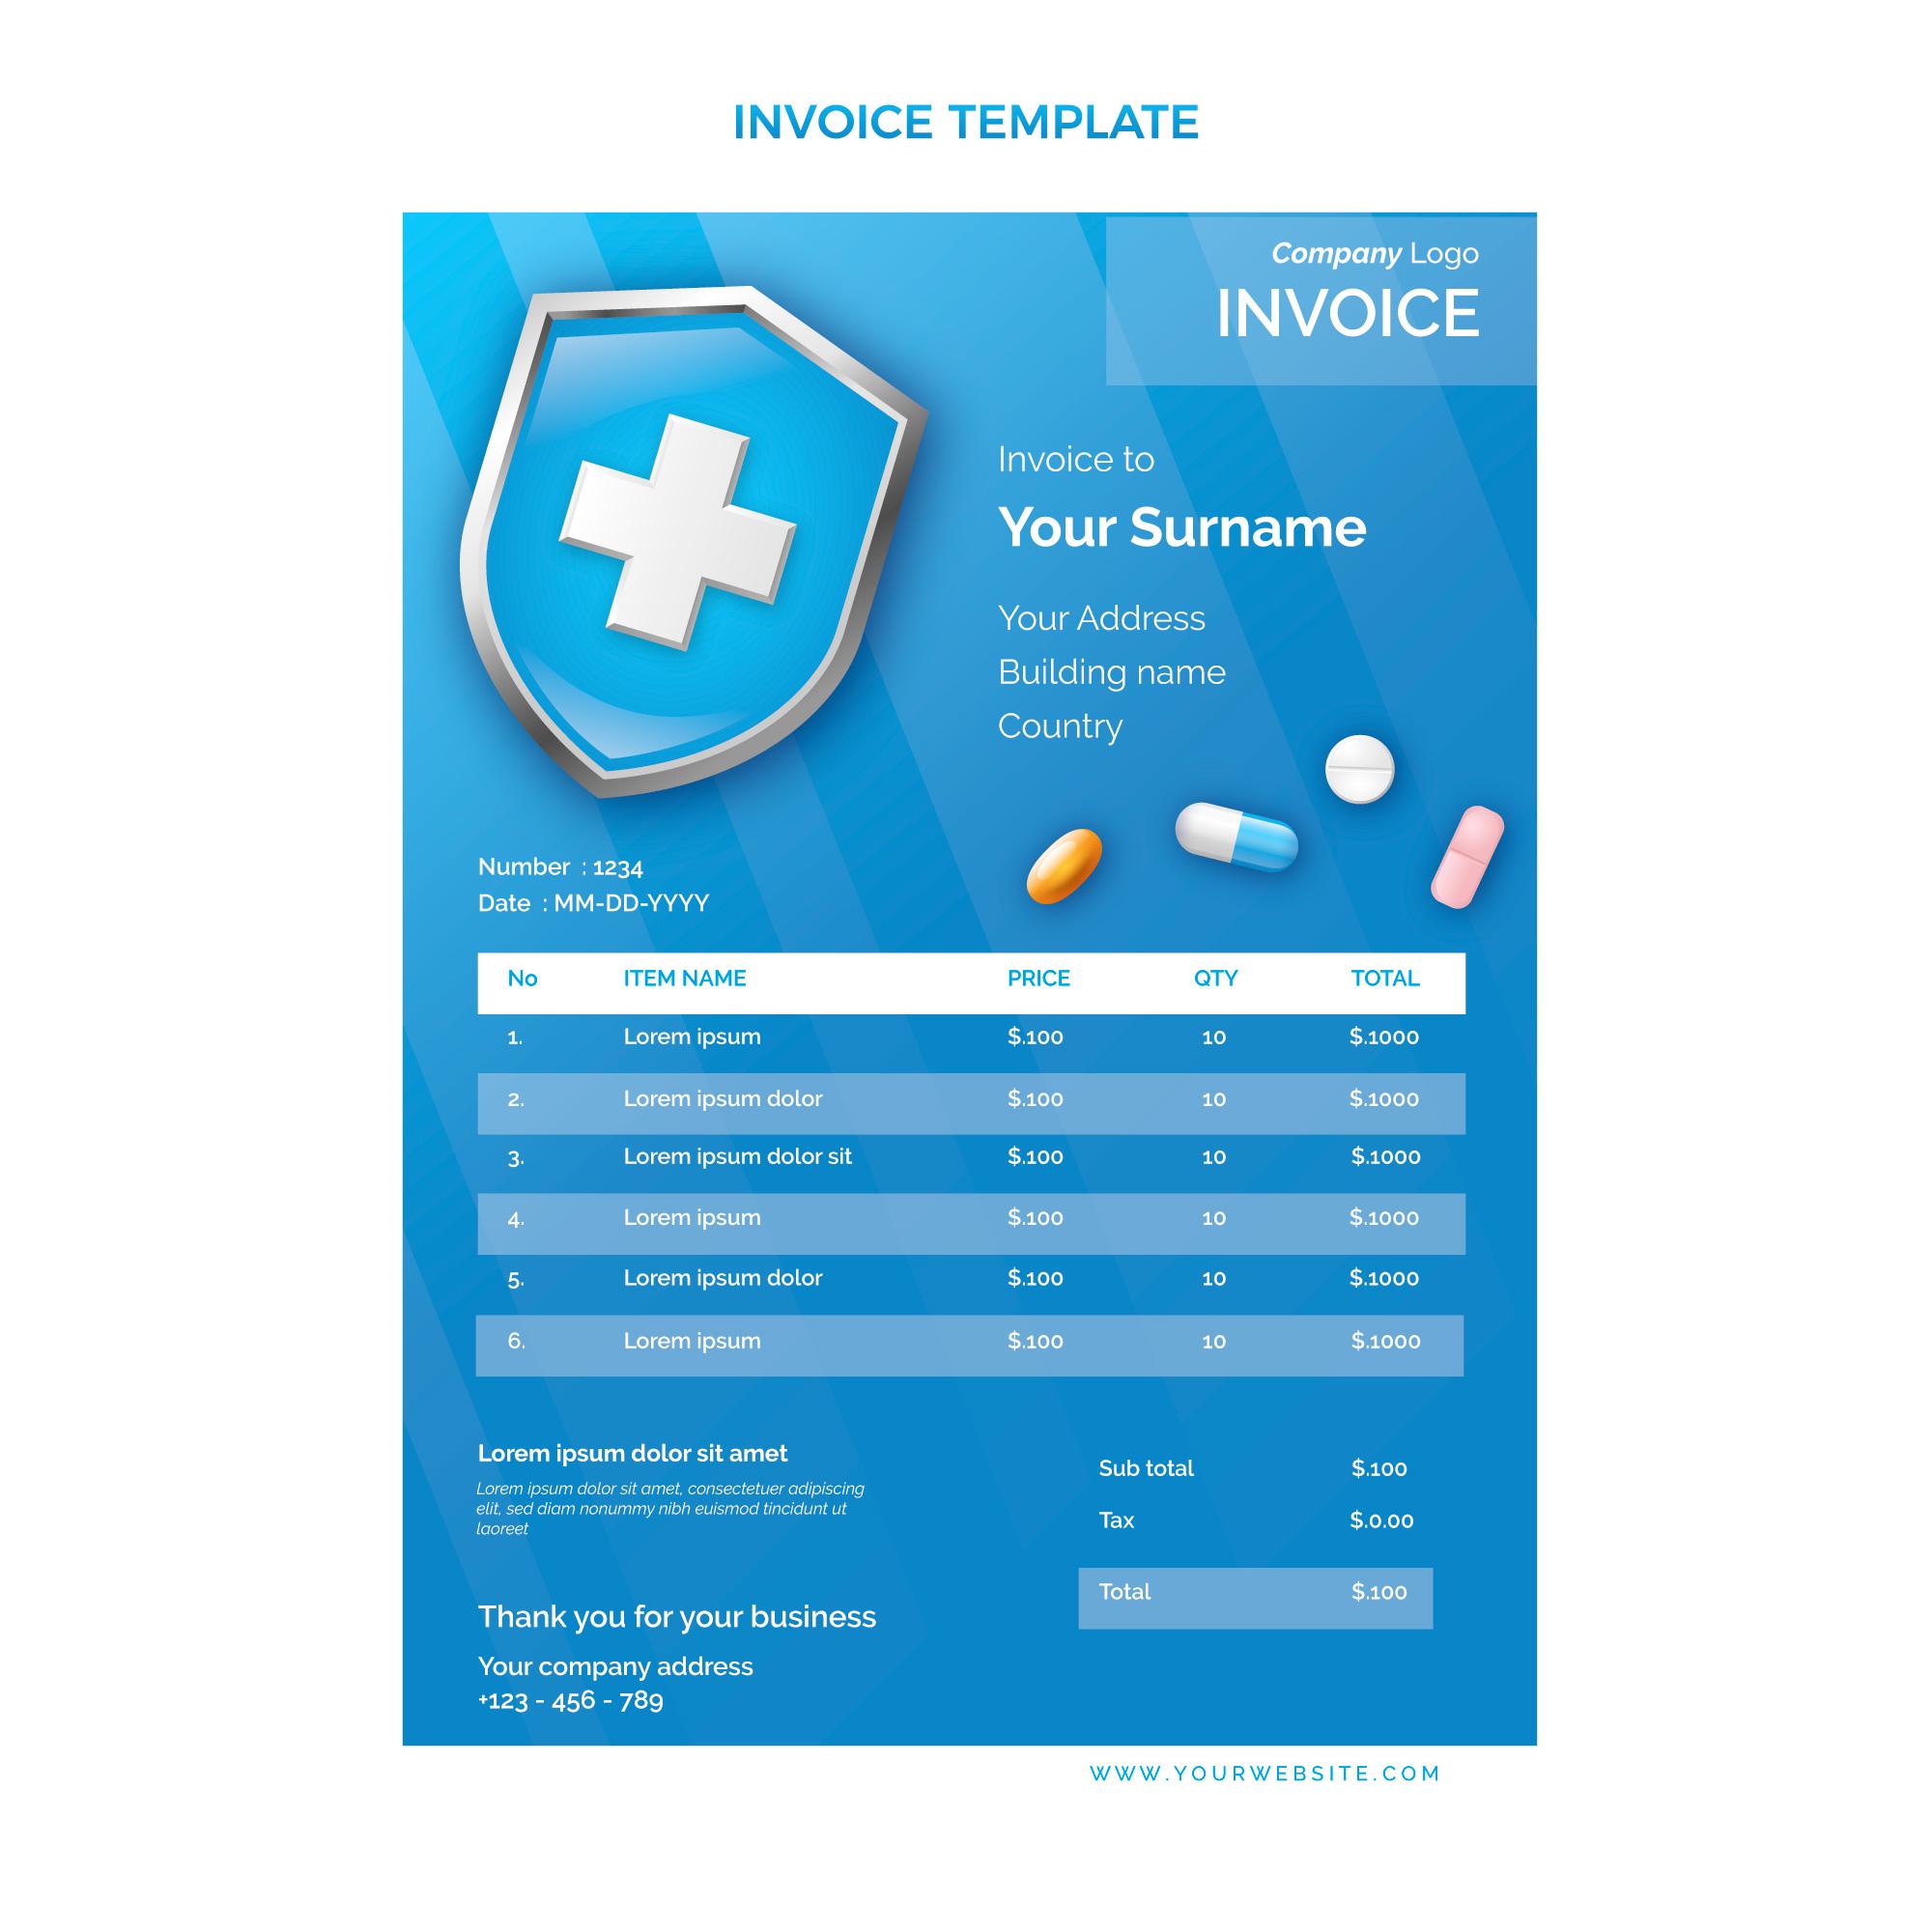 INVOICE TEMPLATE
Company Logo
INVOICE
Invoice to
Your Surname
Your Address
Building name
Country
Number : 1234
Date : MM-DD-YYYY
No ITEM NAME PRICE QTY TOTAL
1. Lorem ipsum $.100 10 $.1000
2. Lorem ipsum dolor $.100 10 $.1000
3. Lorem ipsum dolor sit $.100 10 $.1000
4. Lorem ipsum $.100 10 $.1000
5. Lorem ipsum dolor $.100 10 $.1000
6. Lorem ipsum $.100 10 $.1000
Lorem ipsum dolor sit amet
Lorem ipsum dolor sit amet, consectetuer adipiscing
elit, sed diam nonummy nibh euismod tincidunt ut
laoreet
Sub total $.100
Tax $.0.00
Total $.100
Thank you for your business
Your company address
+123 - 456 - 789
WWW.YOURWEBSITE.COM